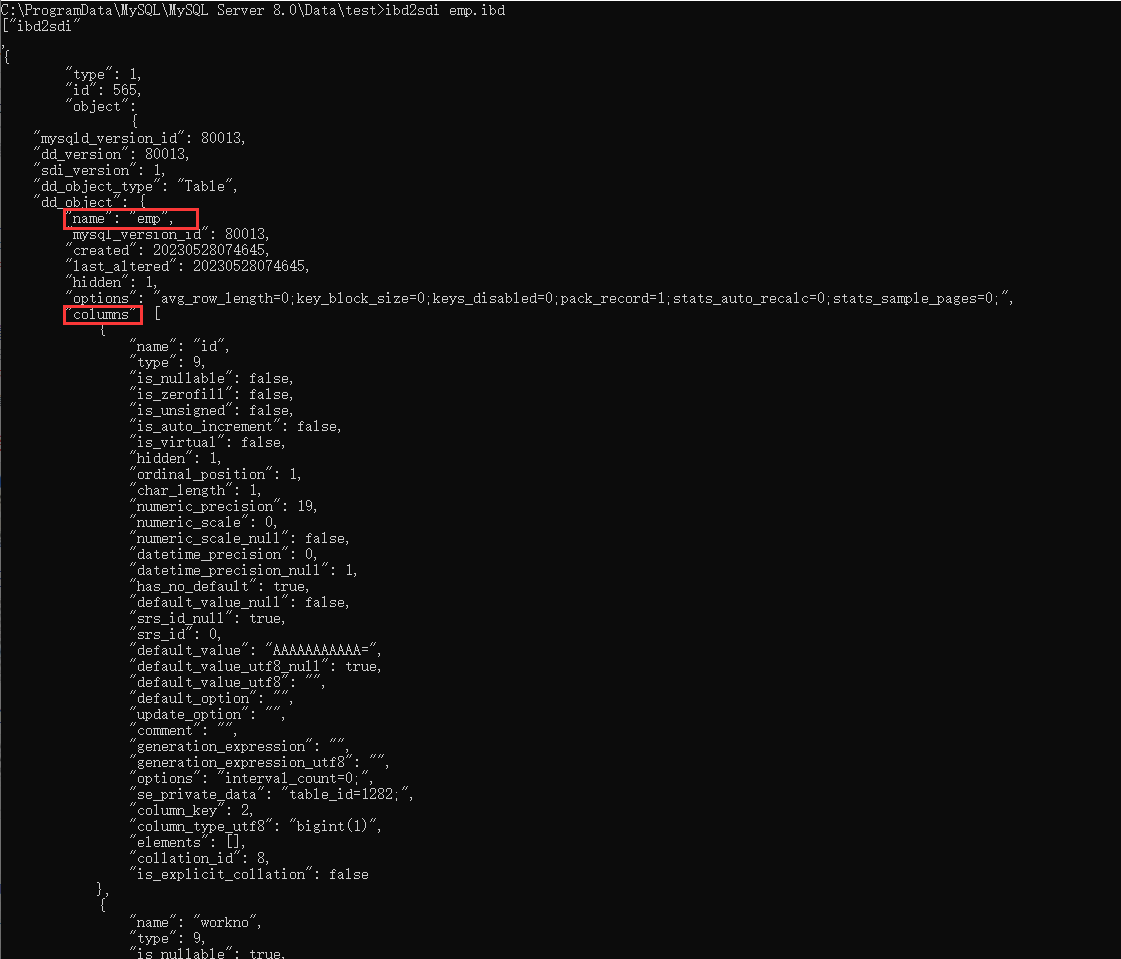 C:\ProgramData\MySQL\MySQL Server 8.0\Data\test>ibd2sdi emp.ibd
["ibd2sdi"
,
{
"type": 1,
"id": 565,
"object":
{
"mysqld_version_id": 80013,
"dd_version": 80013,
"sdi_version": 1,
"dd_object_type": "Table",
"dd_object": {
"name": "emp",
"mysql_version_id": 80013,
"created": 20230528074645,
"last_altered": 20230528074645,
"hidden": 1,
"options": "avg_row_length=0;key_block_size=0;keys_disabled=0;pack_record=1;stats_auto_recalc=0;stats_sample_pages=0;",
"columns": [
{
"name": "id",
"type": 9,
"is_nullable": false,
"is_zerofill": false,
"is_unsigned": false,
"is_auto_increment": false,
"is_virtual": false,
"hidden": 1,
"ordinal_position": 1,
"char_length": 1,
"numeric_precision": 19,
"numeric_scale": 0,
"numeric_scale_null": false,
"datetime_precision": 0,
"datetime_precision_null": 1,
"has_no_default": true,
"default_value_null": false,
"srs_id_null": true,
"srs_id": 0,
"default_value": "AAAAAAAAAAA=",
"default_value_utf8_null": true,
"default_value_utf8": "",
"default_option": "",
"update_option": "",
"comment": "",
"generation_expression": "",
"generation_expression_utf8": "",
"options": "interval_count=0;",
"se_private_data": "table_id=1282;",
"column_key": 2,
"column_type_utf8": "bigint(1)",
"elements": [],
"collation_id": 8,
"is_explicit_collation": false
},
{
"name": "workno",
"type": 9,
"is_nullable": true,